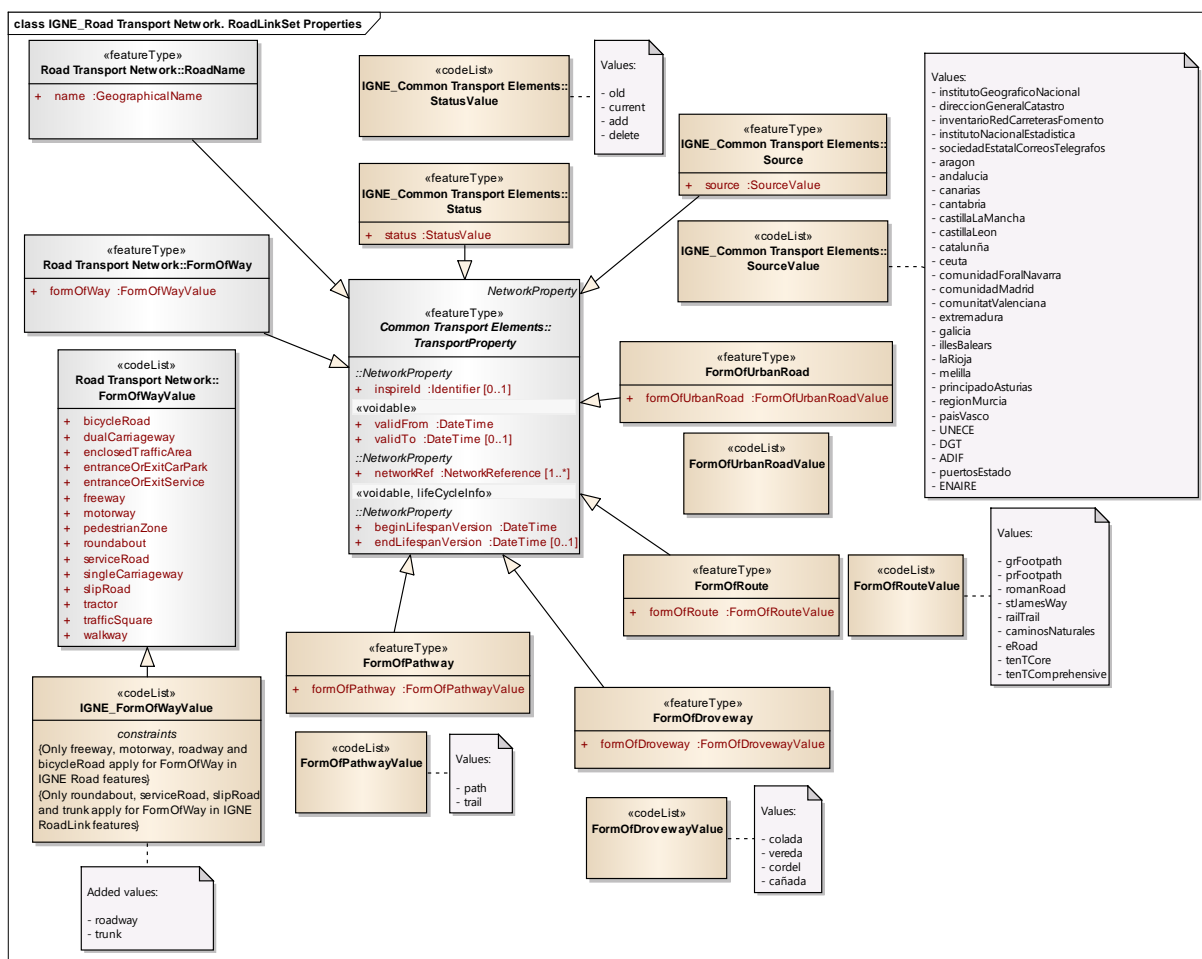 class IGNE_Road Transport Network. RoadLinkSet Properties
«featureType»
Road Transport Network::RoadName
+ name :GeographicalName
«codeList»
IGNE_Common Transport Elements::
StatusValue
Values:
- old
- current
- add
- delete
«featureType»
IGNE_Common Transport Elements::
Status
+ status :StatusValue
«featureType»
IGNE_Common Transport Elements::
Source
+ source :SourceValue
«codeList»
IGNE_Common Transport Elements::
SourceValue
Values:
- institutoGeograficoNacional
- direccionGeneralCatastro
- inventarioRedCarreterasFomento
- institutoNacionalEstadistica
- sociedadEstatalCorreosTelegrafos
- aragon
- andalucia
- canarias
- cantabria
- castillaLaMancha
- castillaLeon
- catalunña
- ceuta
- comunidadForalNavarra
- comunidadMadrid
- comunitatValenciana
- extremadura
- galicia
- illesBalears
- laRioja
- melilla
- principadoAsturias
- regionMurcia
- paisVasco
- UNECE
- DGT
- ADIF
- puertosEstado
- ENAIRE
«featureType»
Road Transport Network::FormOfWay
+ formOfWay :FormOfWayValue
NetworkProperty
«featureType»
Common Transport Elements::
TransportProperty
::NetworkProperty
+ inspireId :Identifier [0..1]
«voidable»
+ validFrom :DateTime
+ validTo :DateTime [0..1]
::NetworkProperty
+ networkRef :NetworkReference [1..*]
«voidable, lifeCycleInfo»
::NetworkProperty
+ beginLifespanVersion :DateTime
+ endLifespanVersion :DateTime [0..1]
«codeList»
Road Transport Network::
FormOfWayValue
+ bicycleRoad
+ dualCarriageway
+ enclosedTrafficArea
+ entranceOrExitCarPark
+ entranceOrExitService
+ freeway
+ motorway
+ pedestrianZone
+ roundabout
+ serviceRoad
+ singleCarriageway
+ slipRoad
+ tractor
+ trafficSquare
+ walkway
«featureType»
FormOfUrbanRoad
+ formOfUrbanRoad :FormOfUrbanRoadValue
«codeList»
FormOfUrbanRoadValue
«featureType»
FormOfRoute
+ formOfRoute :FormOfRouteValue
«codeList»
FormOfRouteValue
Values:
- grFootpath
- prFootpath
- romanRoad
- stJamesWay
- railTrail
- caminosNaturales
- eRoad
- tenTCore
- tenTComprehensive
«featureType»
FormOfPathway
+ formOfPathway :FormOfPathwayValue
«codeList»
FormOfPathwayValue
Values:
- path
- trail
«featureType»
FormOfDroveway
+ formOfDroveway :FormOfDrovewayValue
«codeList»
FormOfDrovewayValue
Values:
- colada
- vereda
- cordel
- cañada
«codeList»
IGNE_FormOfWayValue
constraints
{Only freeway, motorway, roadway and
bicycleRoad apply for FormOfWay in
IGNE Road features}
{Only roundabout, serviceRoad, slipRoad
and trunk apply for FormOfWay in IGNE
RoadLink features}
Added values:
- roadway
- trunk